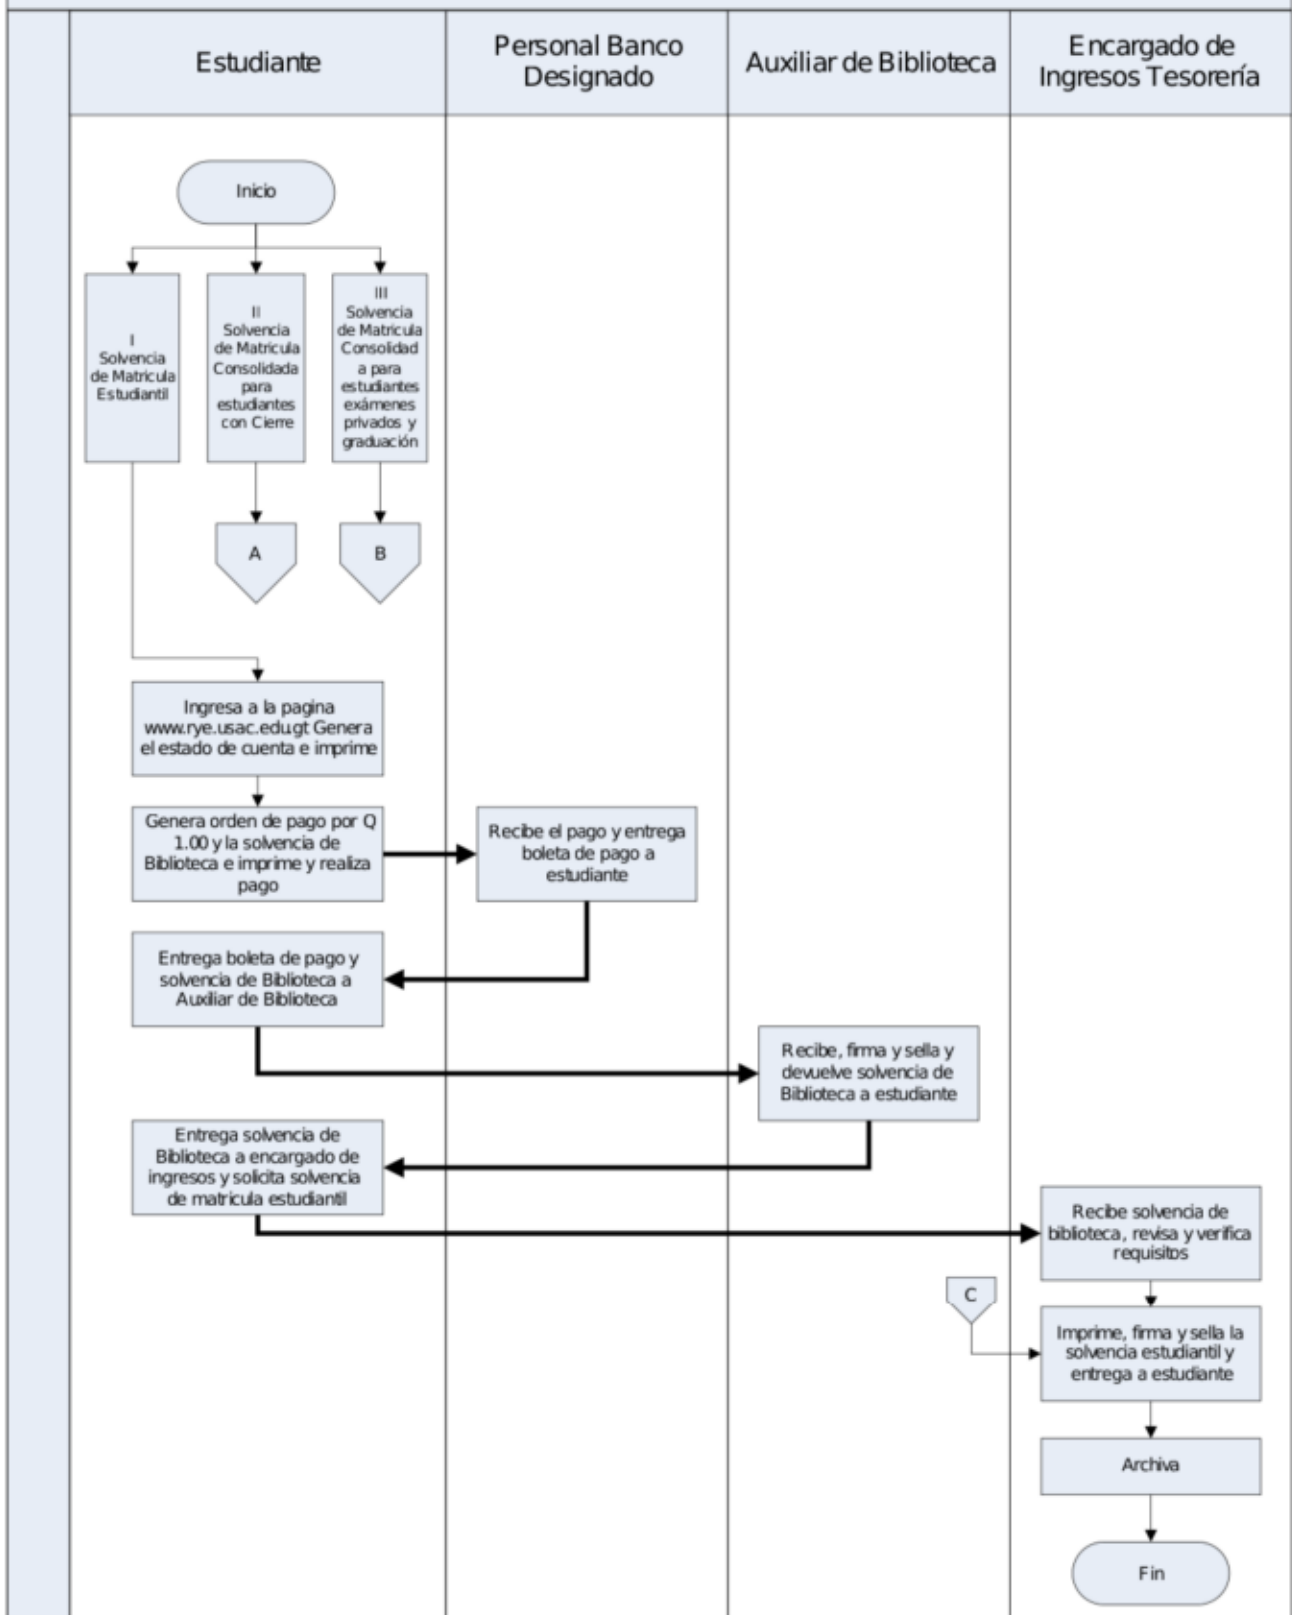 Estudiante
Personal Banco
Designado
Auxiliar de Biblioteca
Encargado de
Ingresos Tesorería
Inicio
I
Solvencia
de Matricula
Estudiantil
II
Solvencia
de Matricula
Consolidada
para
estudiantes
con Cierre
III
Solvencia
de Matricula
Consolidad
a para
estudiantes
exámenes
privados y
graduación
A
B
Ingresa a la pagina
www.rye.usac.edu.gt Genera
el estado de cuenta e imprime
Genera orden de pago por Q
1.00 y la solvencia de
Biblioteca e imprime y realiza
pago
Recibe el pago y entrega
boleta de pago a
estudiante
Entrega boleta de pago y
solvencia de Biblioteca a
Auxiliar de Biblioteca
Recibe, firma y sella y
devuelve solvencia de
Biblioteca a estudiante
Entrega solvencia de
Biblioteca a encargado de
ingresos y solicita solvencia
de matricula estudiantil
Recibe solvencia de
biblioteca, revisa y verifica
requisitos
C
Imprime, firma y sella la
solvencia estudiantil y
entrega a estudiante
Archiva
Fin